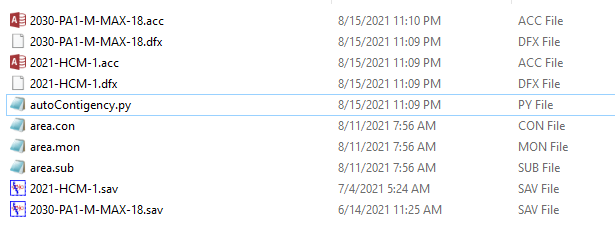 2030-PA1-M-MAX-18.acc 8/15/2021 11:10 PM ACC File
2030-PA1-M-MAX-18.dfx 8/15/2021 11:09 PM DFX File
2021-HCM-1.acc 8/15/2021 11:09 PM ACC File
2021-HCM-1.dfx 8/15/2021 11:09 PM DFX File
autoContigency.py 8/15/2021 11:09 PM PY File
area.con 8/11/2021 7:56 AM CON File
area.mon 8/11/2021 7:56 AM MON File
area.sub 8/11/2021 7:56 AM SUB File
2021-HCM-1.sav 7/4/2021 5:24 AM SAV File
2030-PA1-M-MAX-18.sav 6/14/2021 11:25 AM SAV File